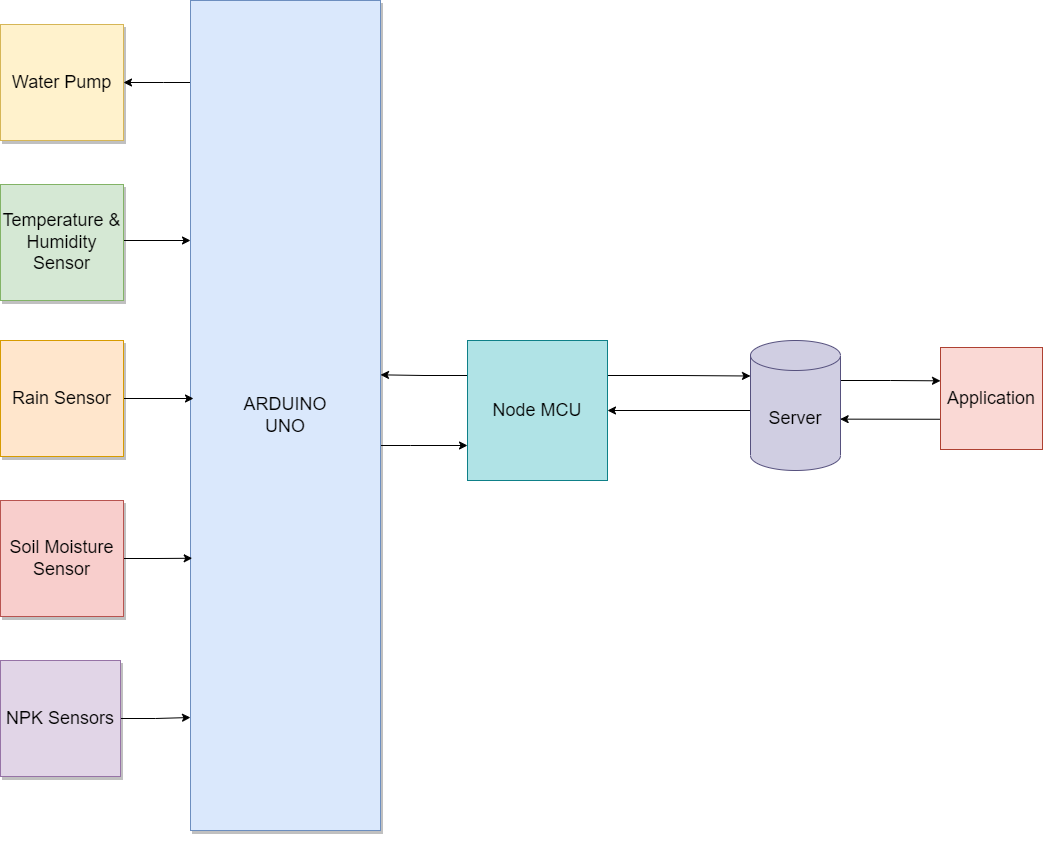 Water Pump
Temperature &
Humidity
Sensor
Rain Sensor
Soil Moisture
Sensor
NPK Sensors
ARDUINO
UNO
Node MCU
Server
Application